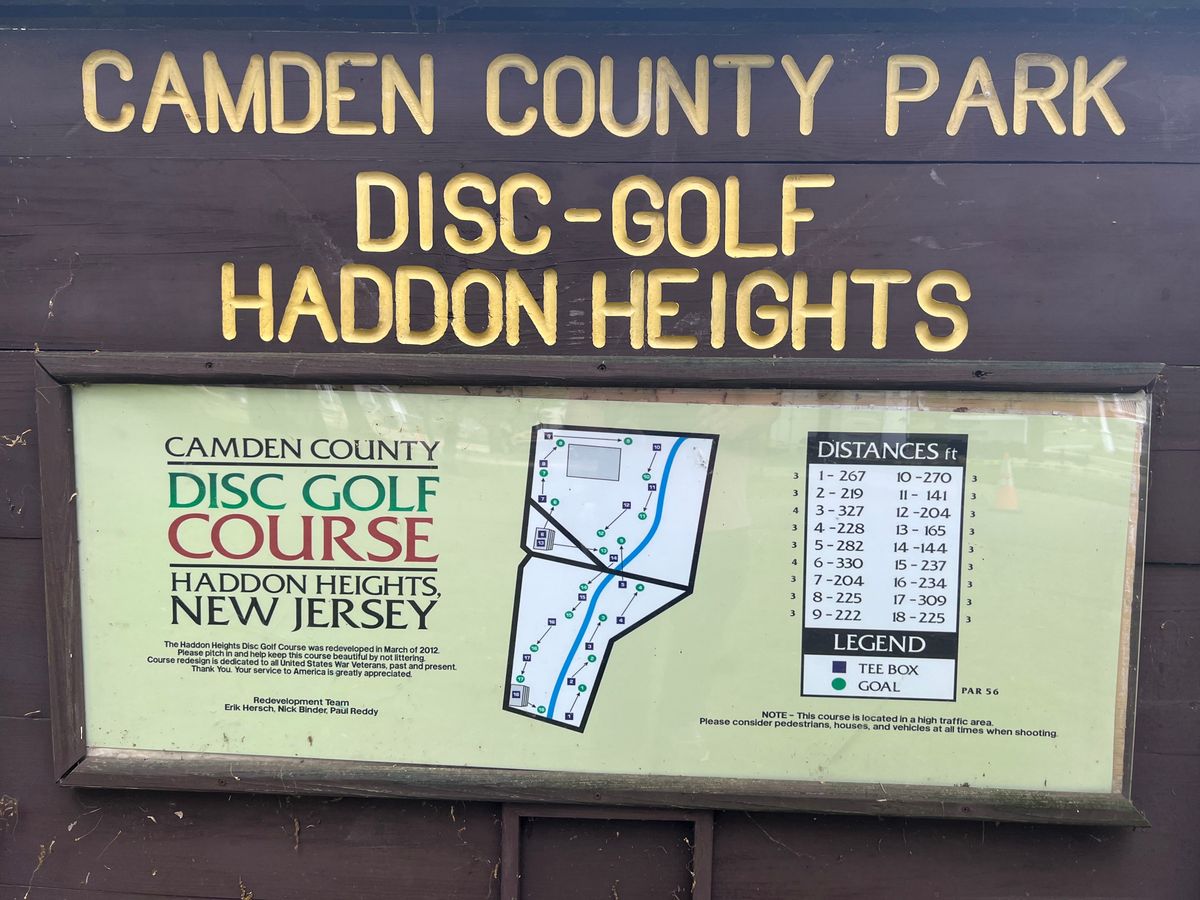 CAMDEN COUNTY PARK
DISC-GOLF
HADDON HEIGHTS
CAMDEN COUNTY
DISC GOLF
COURSE
HADDON HEIGHTS,
NEW JERSEY
The Haddon Heights Disc Golf Course was redeveloped in March of 2012.
Please pitch in and help keep this course beautiful by not littering.
Course redesign is dedicated to all United States War Veterans, past and present.
Thank You. Your service to America is greatly appreciated.
Redevelopment Team
Erik Hersch, Nick Binder, Paul Reddy
DISTANCES ft
3 1 - 267 10 -270 3
3 2 - 219 11 - 141 3
4 3 - 327 12 -204 3
3 4 -228 13 - 165 3
3 5 - 282 14 -144 3
4 6 - 330 15 - 237 3
3 7 -204 16 -234 3
3 8 - 225 17 -309 3
3 9 - 222 18 - 225 3
LEGEND
TEE BOX
GOAL
PAR 56
NOTE - This course is located in a high traffic area.
Please consider pedestrians, houses, and vehicles at all times when shooting.